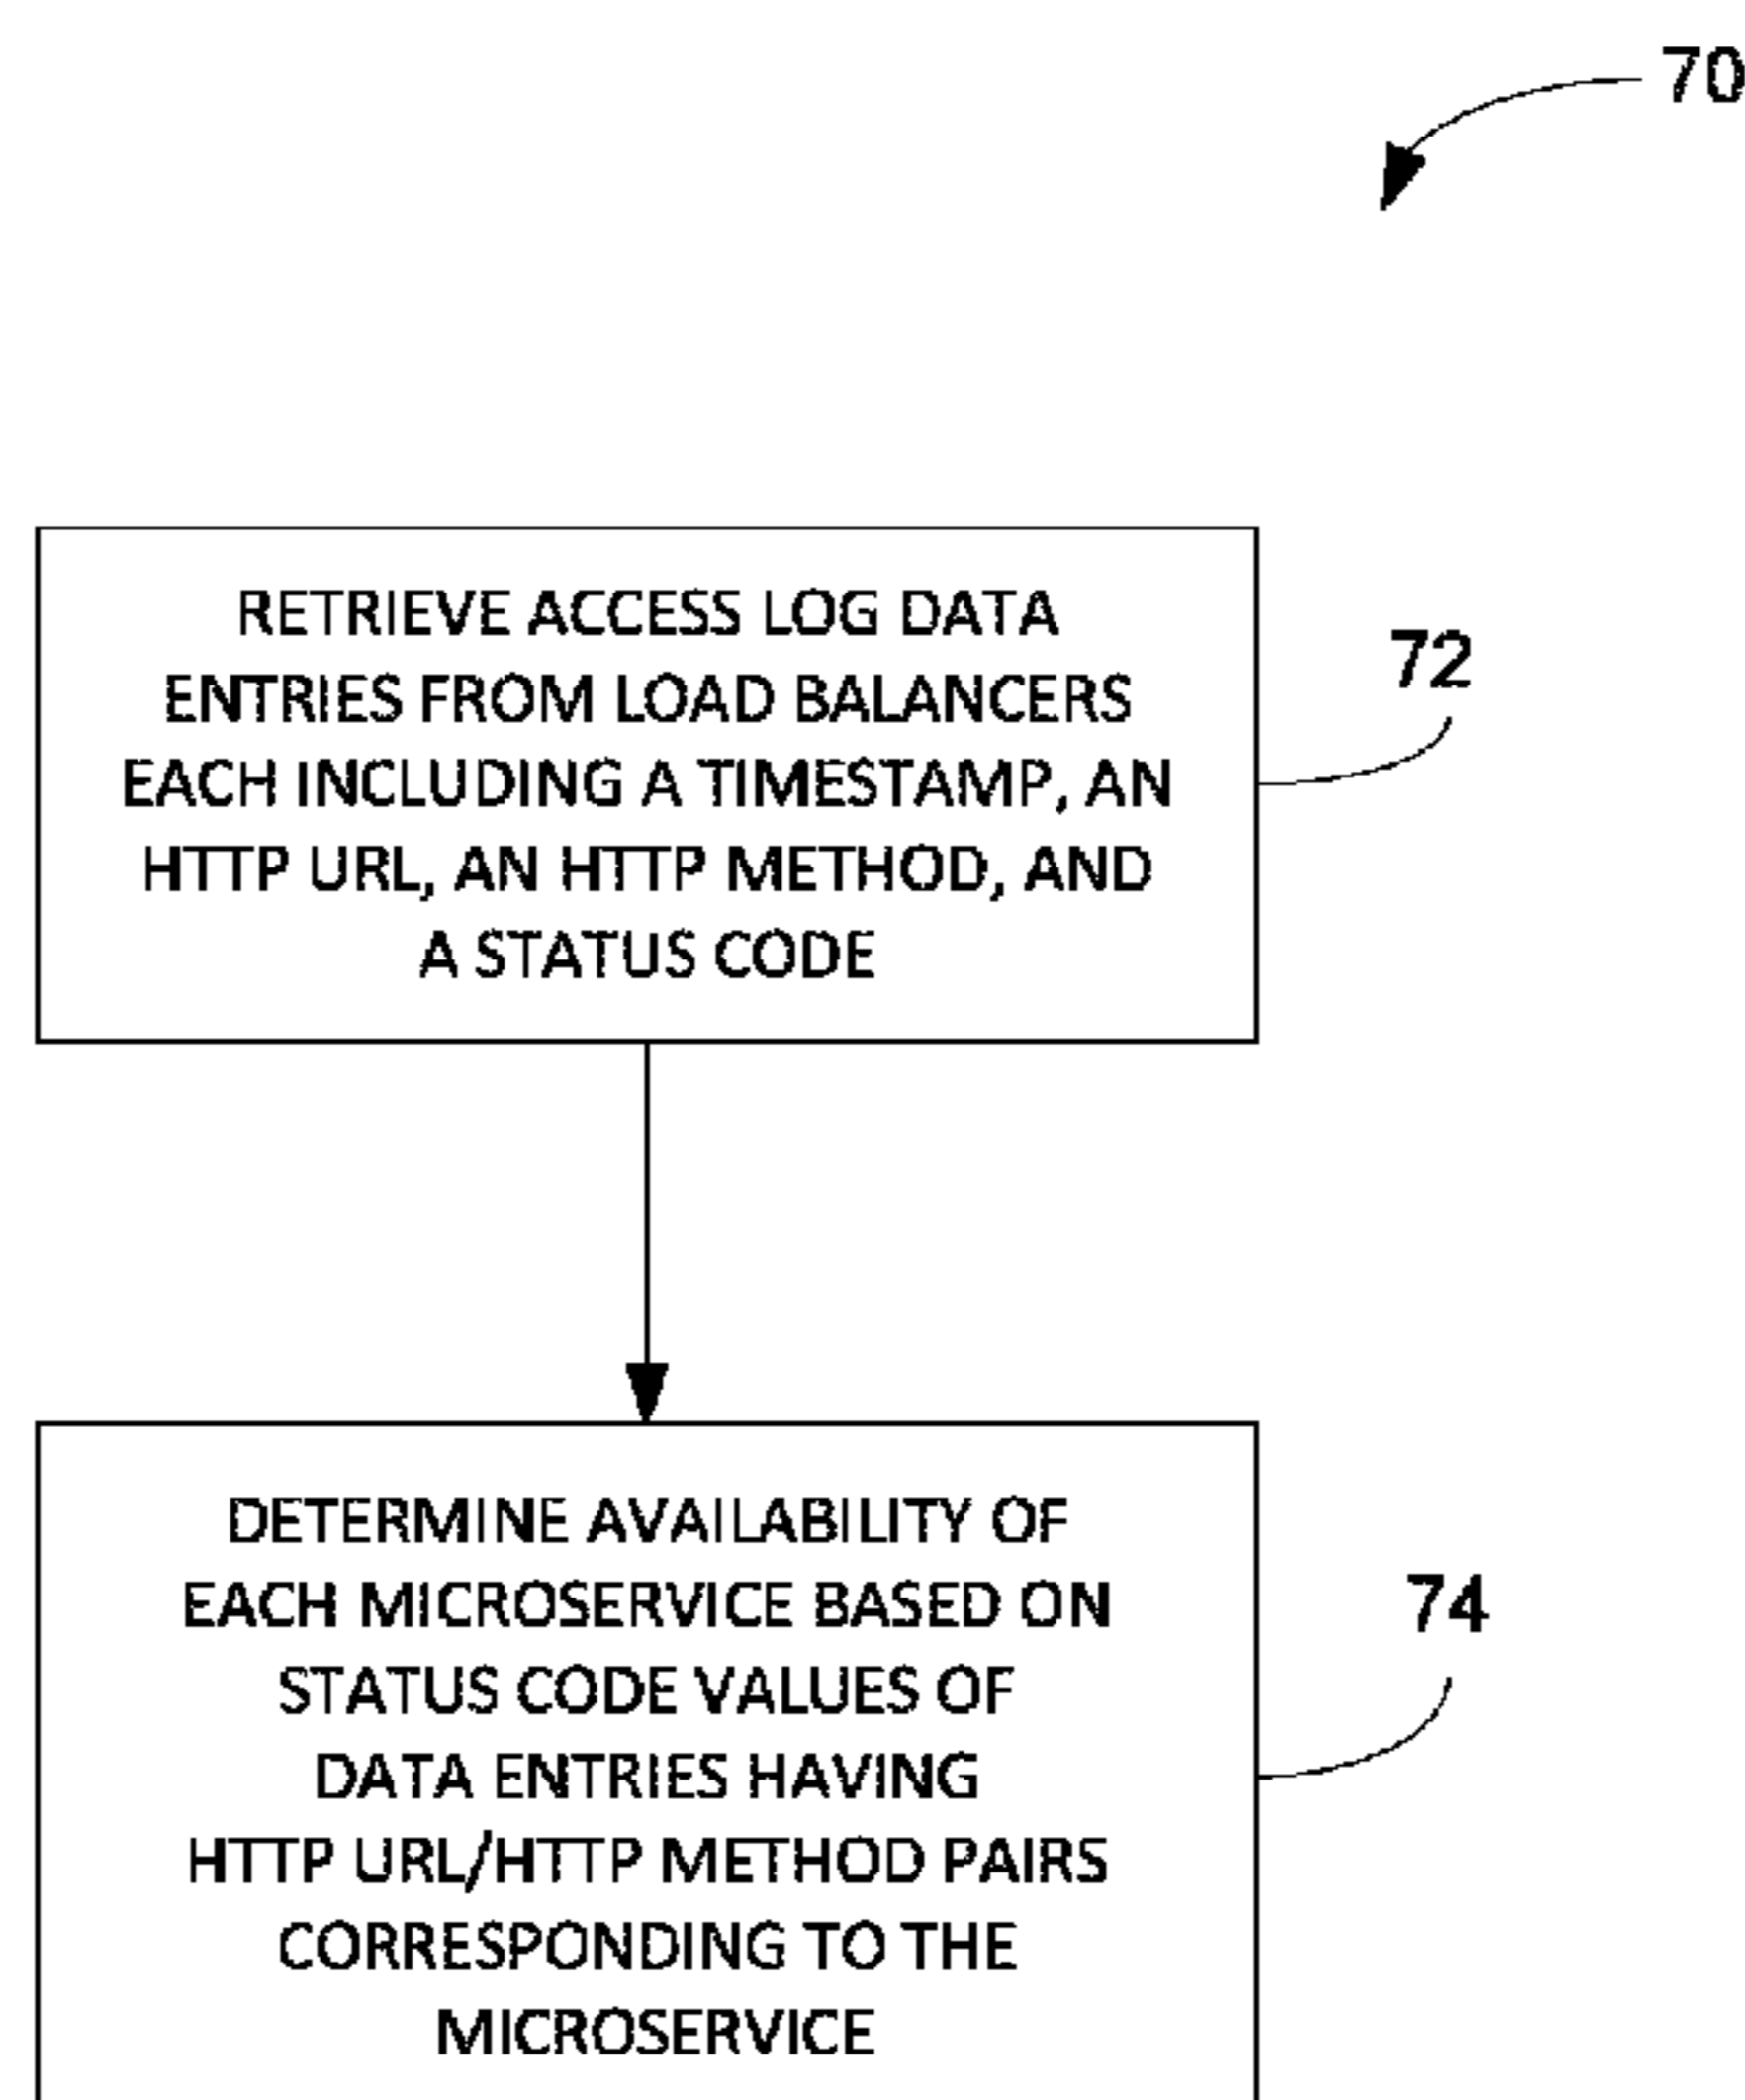 70
RETRIEVE ACCESS LOG DATA
ENTRIES FROM LOAD BALANCERS
EACH INCLUDING A TIMESTAMP, AN
HTTP URL, AN HTTP METHOD, AND
A STATUS CODE
72
DETERMINE AVAILABILITY OF
EACH MICROSERVICE BASED ON
STATUS CODE VALUES OF
DATA ENTRIES HAVING
HTTP URL/HTTP METHOD PAIRS
CORRESPONDING TO THE
MICROSERVICE
74